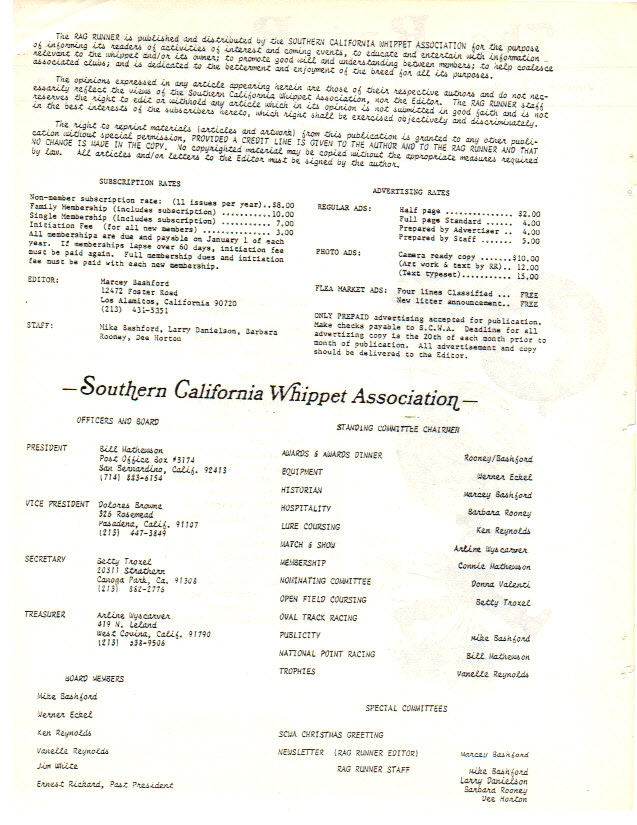 The RAG RUNNER is published and distributed by the SOUTHERN CALIFORNIA WHIPPET ASSOCIATION for the purpose
of informing its readers of activities of interest and coming events, to educate and entertain with information
relevant to the whippet and/or its owner; to promote good will and understanding between members; to help coalesce
associated clubs; and is dedicated to the betterment and enjoyment of the breed for all its purposes.
The opinions expressed in any article appearing herein are those of their respective authors and do not nec-
essarily reflect the views of the Southern California Whippet Association, nor the Editor. The RAG RUNNER staff
reserves the right to edit or withhold any article which in its opinion is not submitted in good faith and is not
in the best interests of the subscribers hereto, which right shall be exercised objectively and discriminately.
The right to reprint materials (articles and artwork) from this publication is granted to any other publi-
cation without special permission, PROVIDED A CREDIT LINE IS GIVEN TO THE AUTHOR AND TO THE RAG RUNNER AND THAT
NO CHANGE IS MADE IN THE COPY. No copyrighted material may be copied without the appropriate measures required
by law. All articles and/or letters to the Editor must be signed by the author.
SUBSCRIPTION RATES
Non-member subscription rate: (11 issues per year)..$8.00
Family Membership (includes subscription) ...........10.00
Single Membership (includes subscription) ........... 7.00
Initiation Fee (for all new members) ............... 3.00
All memberships are due and payable on January 1 of each
year. If memberships lapse over 60 days, initiation fee
must be paid again. Full membership dues and initiation
fee must be paid with each new membership.
EDITOR: Marcey Bashford
12472 Foster Road
Los Alamitos, California 90720
(213) 431-5351
STAFF: Mike Bashford, Larry Danielson, Barbara
Rooney, Dee Horton
ADVERTISING RATES
REGULAR ADS: Half page ............... $2.00
Full page Standard ...... 4.00
Prepared by Advertiser .. 4.00
Prepared by Staff ....... 5.00
PHOTO ADS: Camera ready copy .......$10.00
(Art work & text by RR).. 12.00
(Text typeset)........... 15.00
FLEA MARKET ADS: Four lines Classified ... FREE
New litter announcement.. FREE
ONLY PREPAID advertising accepted for publication.
Make checks payable to S.C.W.A. Deadline for all
advertizing copy is the 20th of each month prior to
month of publication. All advertisement and copy
should be delivered to the Editor.
—Southern California Whippet Association—
OFFICERS AND BOARD
PRESIDENT Bill Mathewson
Post Office Box #3174
San Bernardino, Calif. 92413
(714) 883-6154
VICE PRESIDENT Dolores Browne
326 Rosemead
Pasadena, Calif. 91107
(213) 447-3849
SECRETARY Betty Troxel
20311 Strathern
Canoga Park, Ca. 91308
(213) 882-2776
TREASURER Arline Wyscarver
419 N. Leland
West Covina, Calif. 91790
(213) 338-9506
BOARD MEMBERS
Mike Bashford
Werner Eckel
Ken Reynolds
Vanelle Reynolds
Jim White
Ernest Richard, Past President
STANDING COMMITTEE CHAIRMEN
AWARDS & AWARDS DINNER Rooney/Bashford
EQUIPMENT Werner Eckel
HISTORIAN Marcey Bashford
HOSPITALITY Barbara Rooney
LURE COURSING Ken Reynolds
MATCH & SHOW Arline Wyscarver
MEMBERSHIP Connie Mathewson
NOMINATING COMMITTEE Donna Valenti
OPEN FIELD COURSING Betty Troxel
OVAL TRACK RACING
PUBLICITY Mike Bashford
NATIONAL POINT RACING Bill Mathewson
TROPHIES Vanelle Reynolds
SPECIAL COMMITTEES
SCWA CHRISTMAS GREETING
NEWSLETTER (RAG RUNNER EDITOR) Marcey Bashford
RAG RUNNER STAFF Mike Bashford
Larry Danielson
Barbara Rooney
Dee Horton